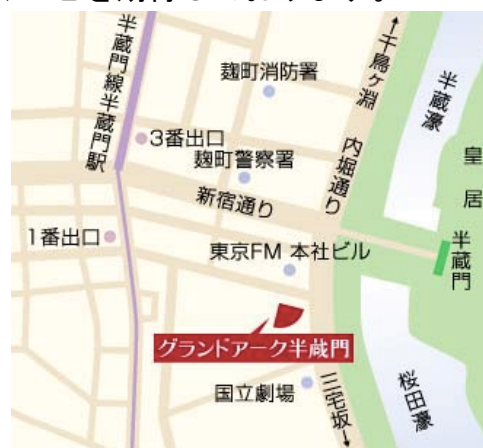 半蔵門線半蔵門駅
麹町消防署
←千鳥ヶ淵
半蔵濠
3番出口
麹町警察署
内堀通り
皇居
新宿通り
1番出口
半蔵門
東京FM 本社ビル
グランドアーク半蔵門
国立劇場
三宅坂→
桜田濠